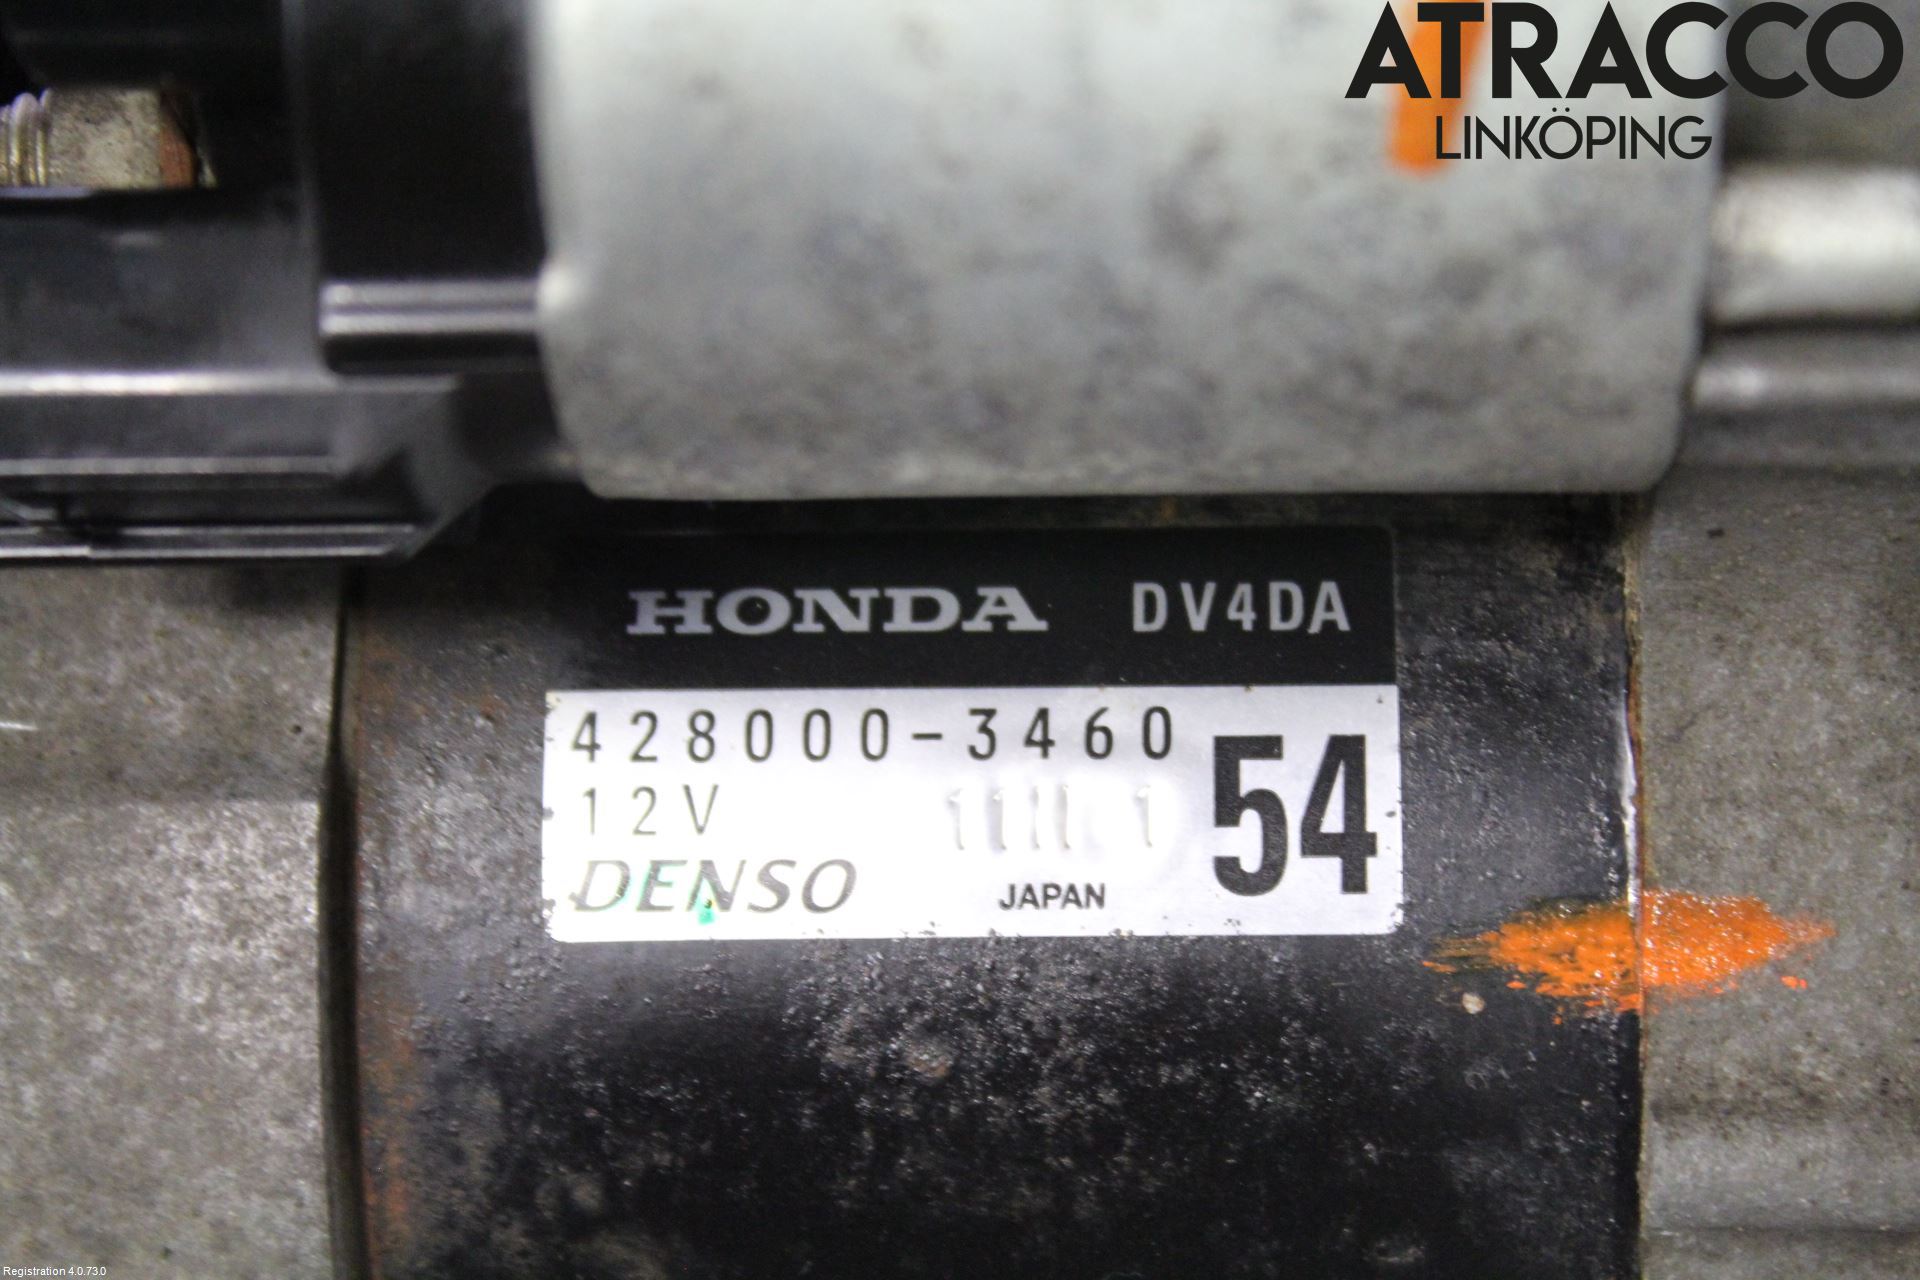 ATRACCO
LINKÖPING
HONDA DV4DA
428000-3460
12V
54
DENSO
JAPAN
Registration 4.0.73.0